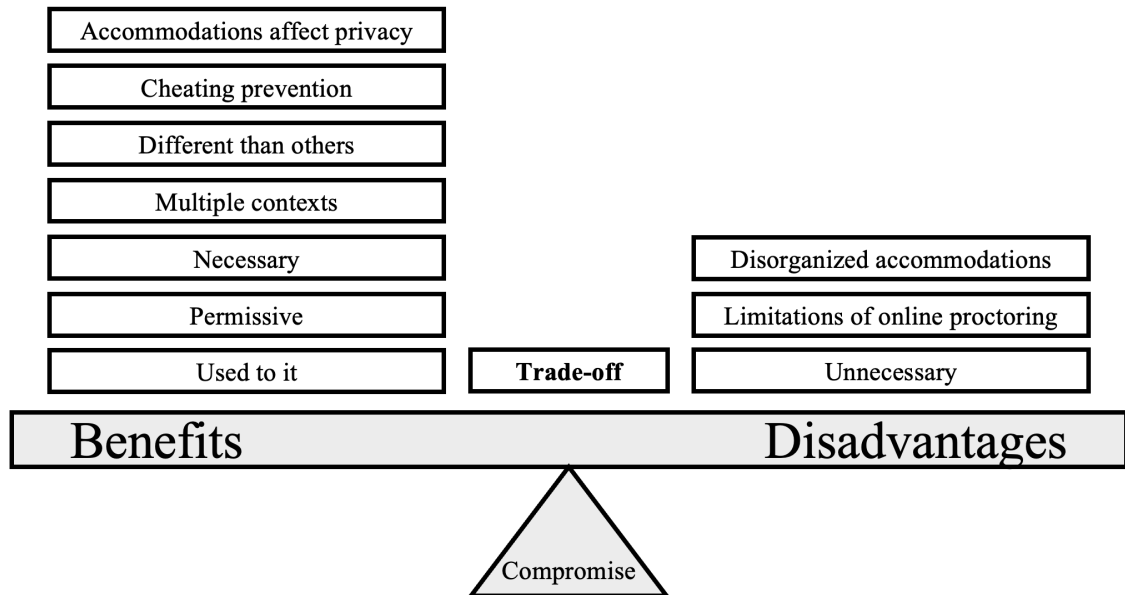 Accommodations affect privacy
Cheating prevention
Different than others
Multiple contexts
Necessary
Permissive
Used to it
Trade-off
Disorganized accommodations
Limitations of online proctoring
Unnecessary
Benefits
Disadvantages
Compromise